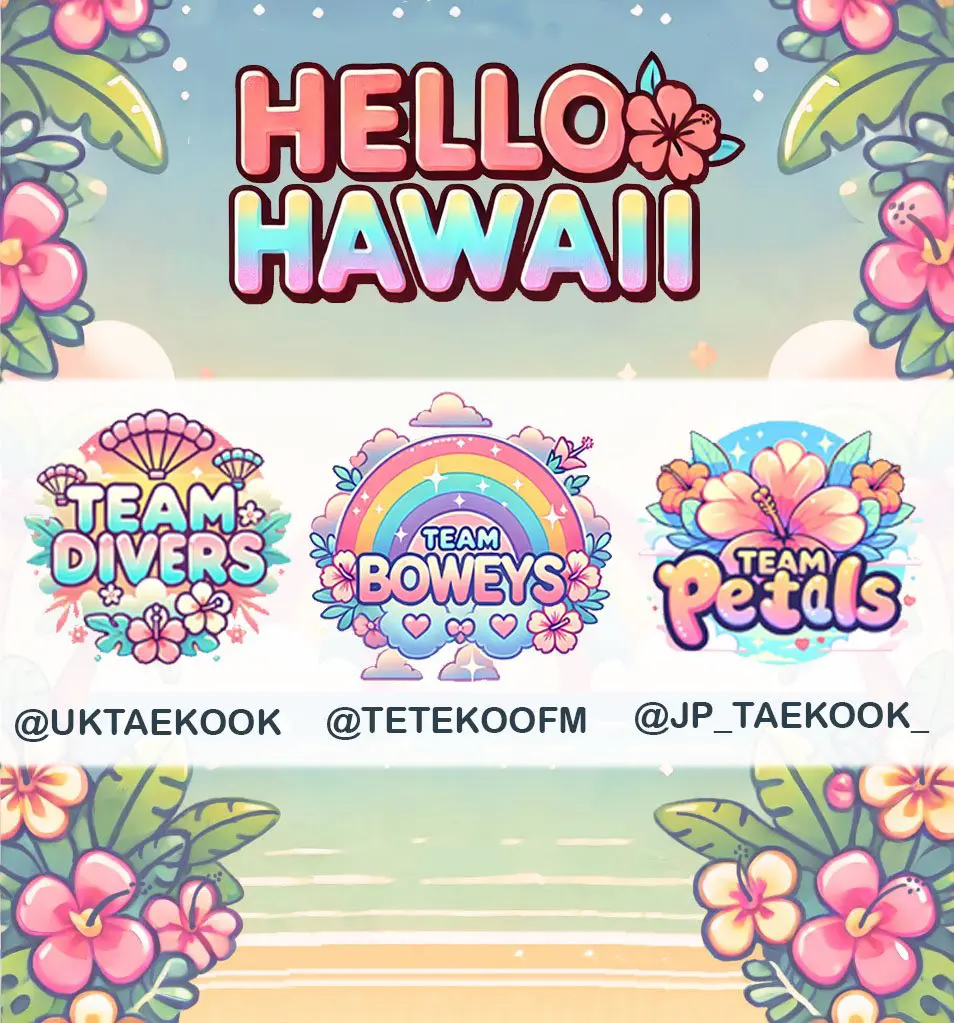 HELLO
HAWAII
TEAM
DIVERS
TEAM
BOWEYS
TEAM
Petals
@UKTAEKOOK
@TETEKOOFM
@JP_TAEKOOK_